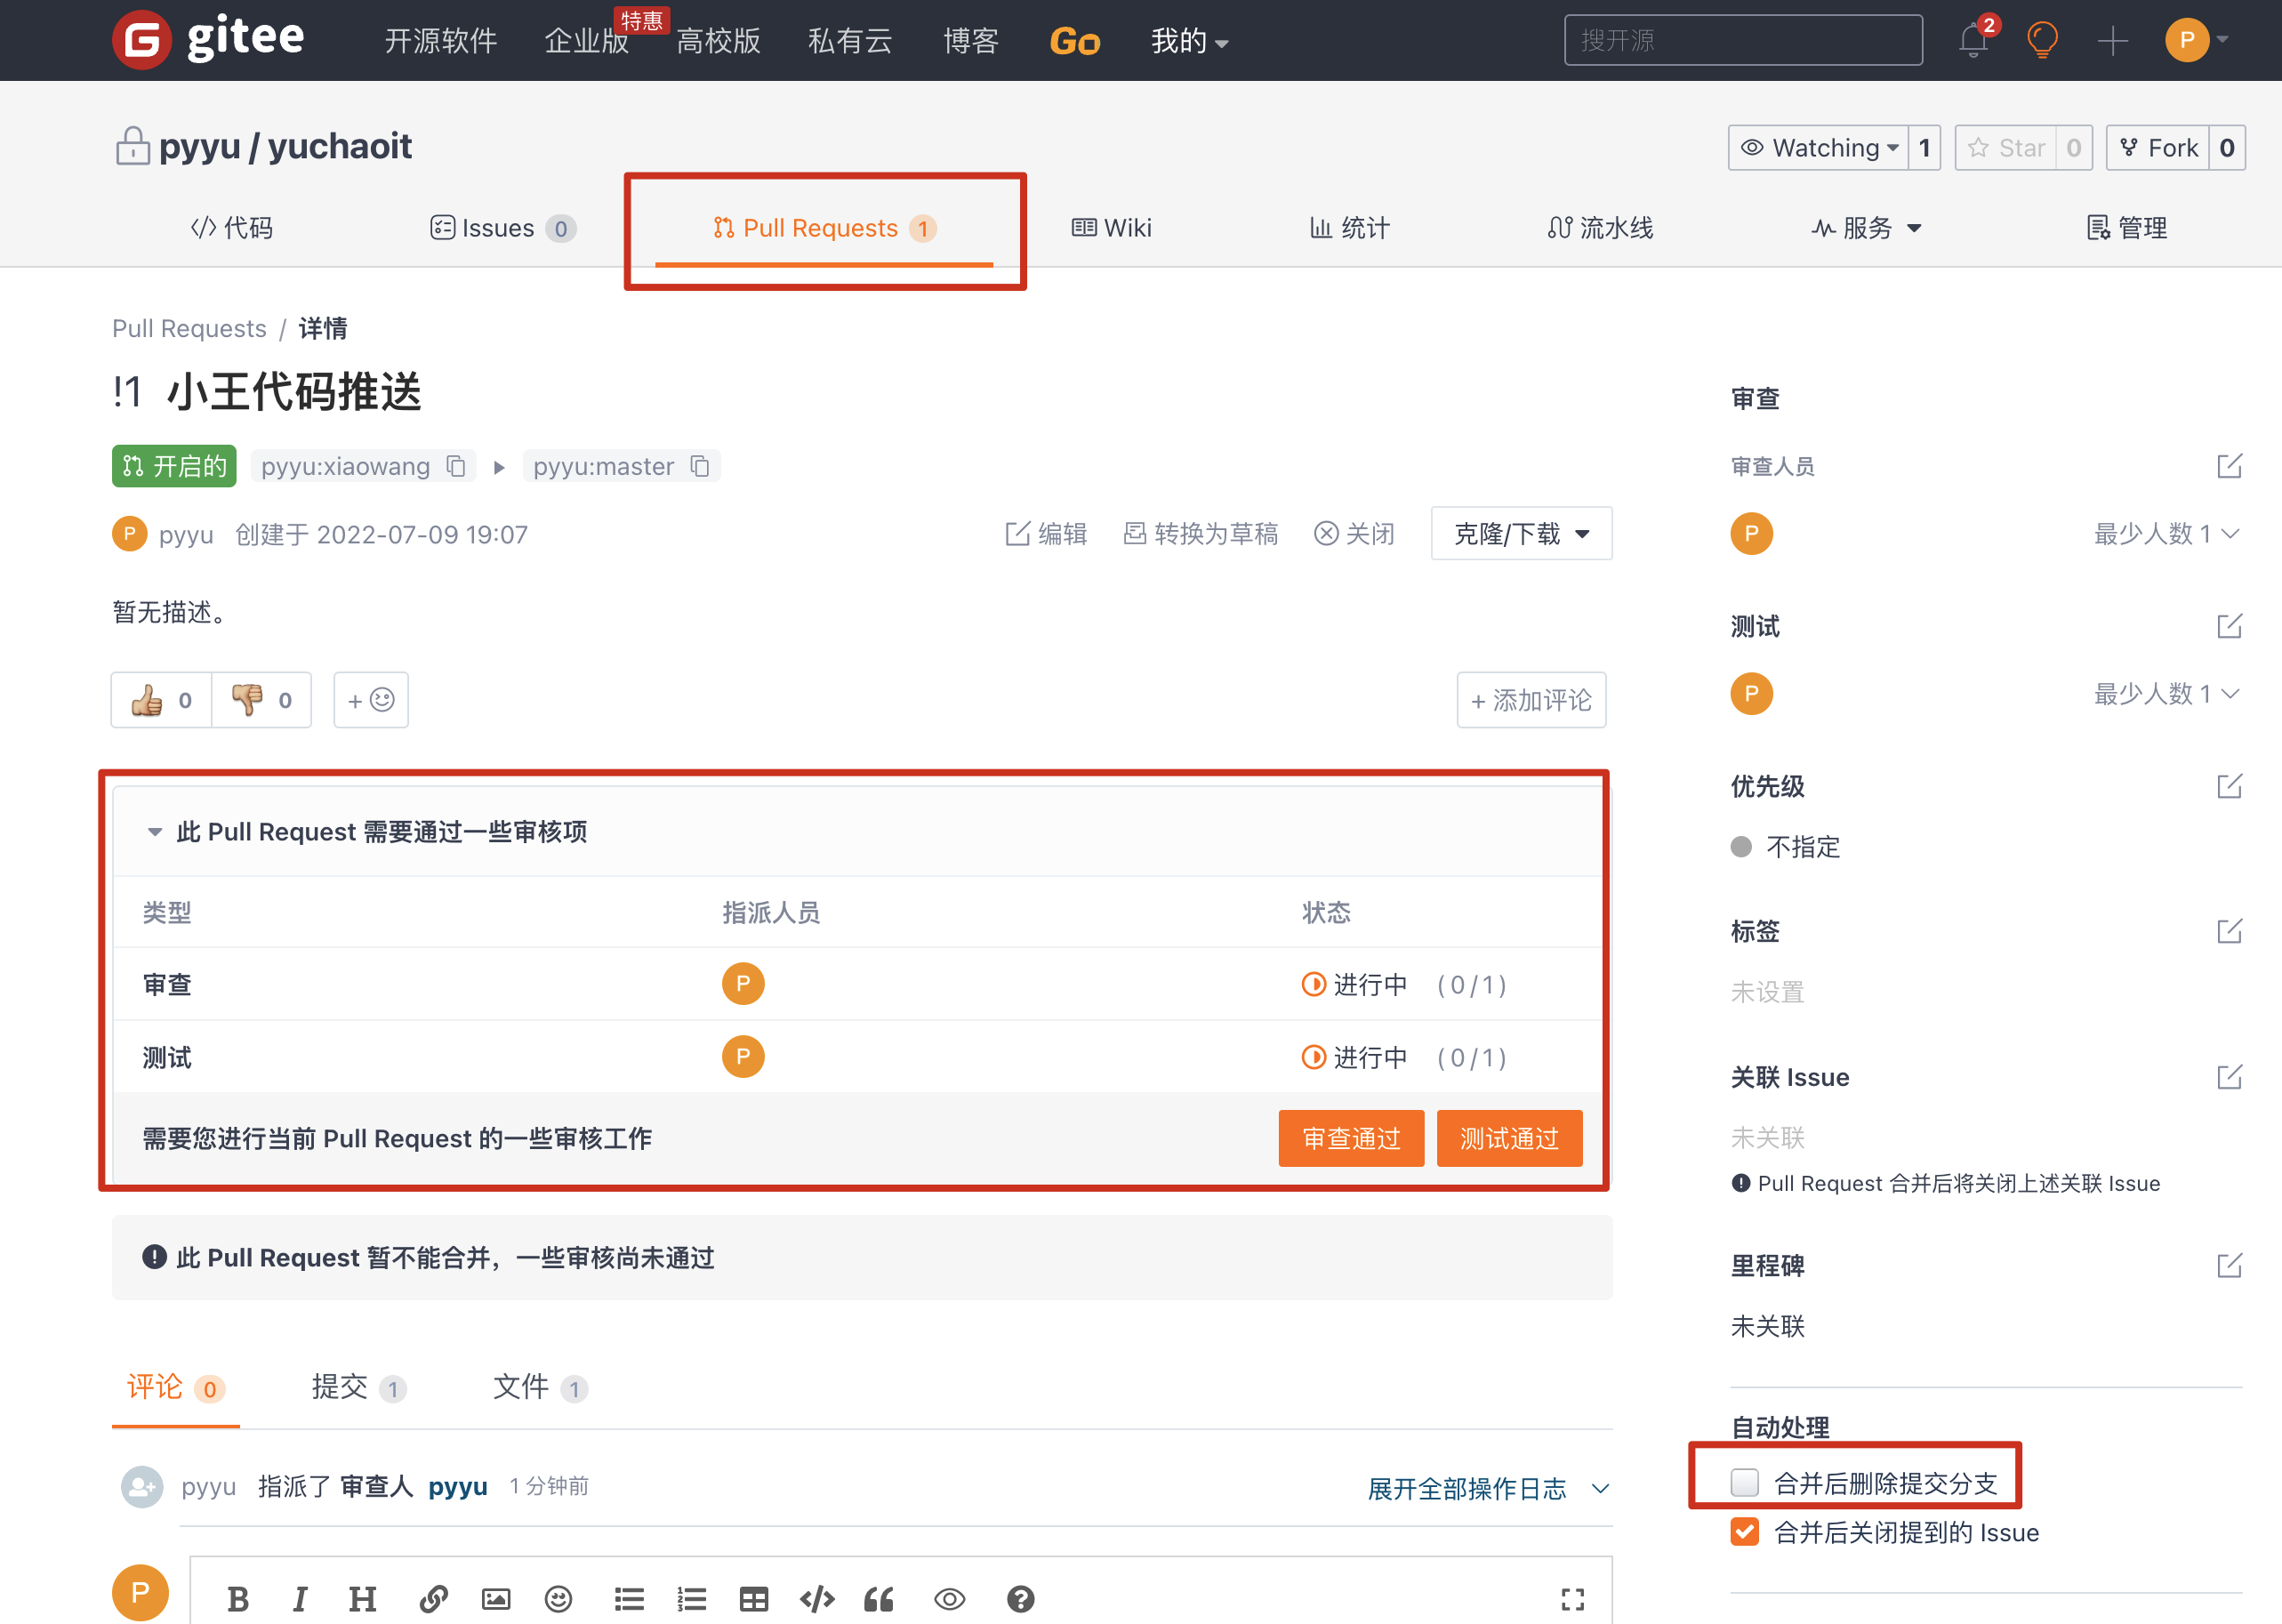 gitee 开源软件 企业版 特惠 高校版 私有云 博客 Go 我的 搜开源 2 P
pyyu / yuchaoit Watching 1 Star 0 Fork 0
代码 Issues 0 Pull Requests 1 Wiki 统计 流水线 服务 管理
Pull Requests / 详情
!1 小王代码推送
开启的 pyyu:xiaowang pyyu:master
P pyyu 创建于 2022-07-09 19:07 编辑 转换为草稿 关闭 克隆/下载
暂无描述。
0 0 + + 添加评论
此 Pull Request 需要通过一些审核项
类型 指派人员 状态
审查 P 进行中 (0/1)
测试 P 进行中 (0/1)
需要您进行当前 Pull Request 的一些审核工作 审查通过 测试通过
此 Pull Request 暂不能合并，一些审核尚未通过
评论 0 提交 1 文件 1
pyyu 指派了 审查人 pyyu 1 分钟前 展开全部操作日志
P B I H
审查
审查人员
P 最少人数 1
测试
P 最少人数 1
优先级
不指定
标签
未设置
关联 Issue
未关联
Pull Request 合并后将关闭上述关联 Issue
里程碑
未关联
自动处理
合并后删除提交分支
合并后关闭提到的 Issue